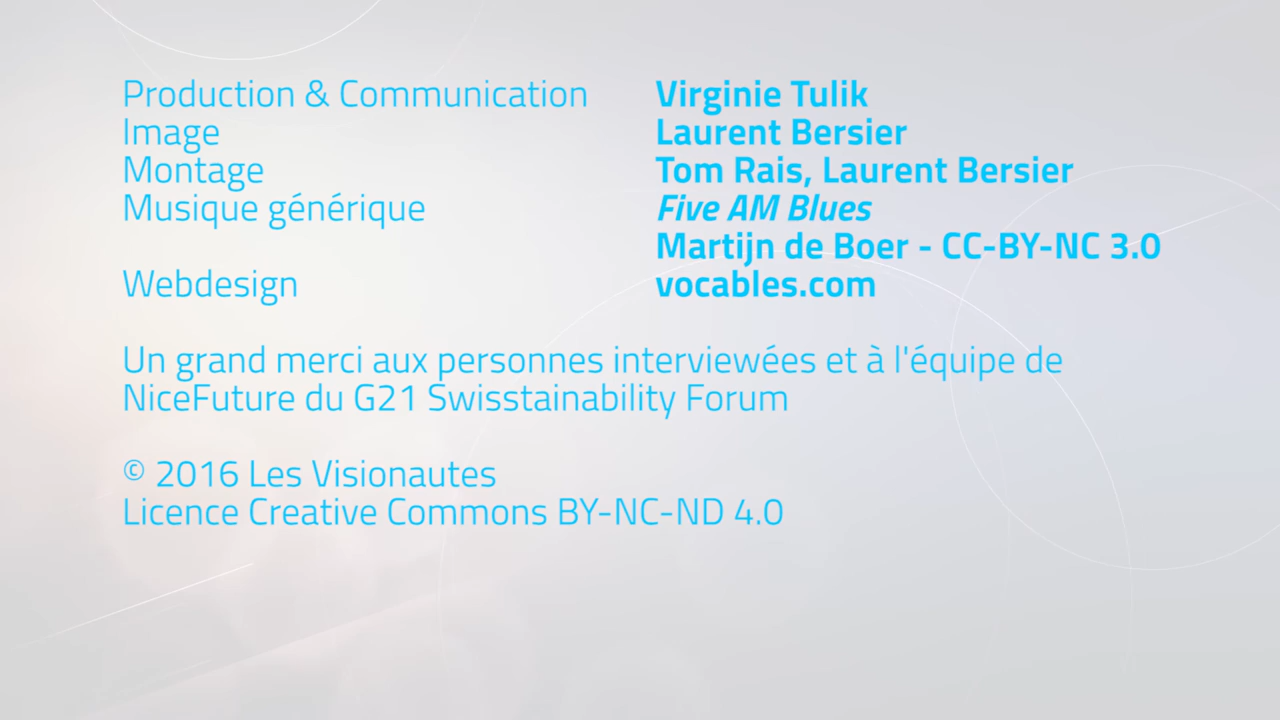 Production & Communication Virginie Tulik
Image Laurent Bersier
Montage Tom Rais, Laurent Bersier
Musique générique Five AM Blues
Martijn de Boer - CC-BY-NC 3.0
Webdesign vocables.com
Un grand merci aux personnes interviewées et à l'équipe de
NiceFuture du G21 Swisstainability Forum
© 2016 Les Visionautes
Licence Creative Commons BY-NC-ND 4.0